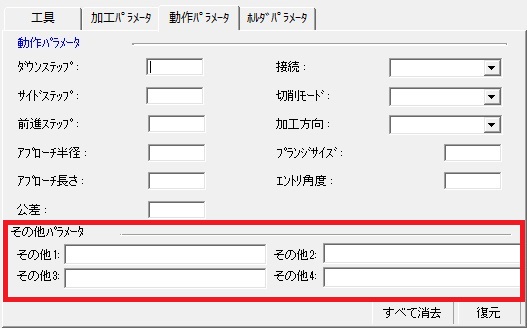 工具 加工ﾊﾟﾗﾒｰﾀ 動作ﾊﾟﾗﾒｰﾀ ﾎﾙﾀﾞﾊﾟﾗﾒｰﾀ
動作ﾊﾟﾗﾒｰﾀ
ﾀﾞｳﾝｽﾃｯﾌﾟ: 接続:
ｻｲﾄﾞｽﾃｯﾌﾟ: 切削ﾓｰﾄﾞ:
前進ｽﾃｯﾌﾟ: 加工方向:
ｱﾌﾟﾛｰﾁ半径: ﾌﾟﾗﾝｼﾞｻｲｽﾞ:
ｱﾌﾟﾛｰﾁ長さ: ｴﾝﾄﾘ角度:
公差:
その他ﾊﾟﾗﾒｰﾀ
その他1: その他2:
その他3: その他4:
すべて消去 復元